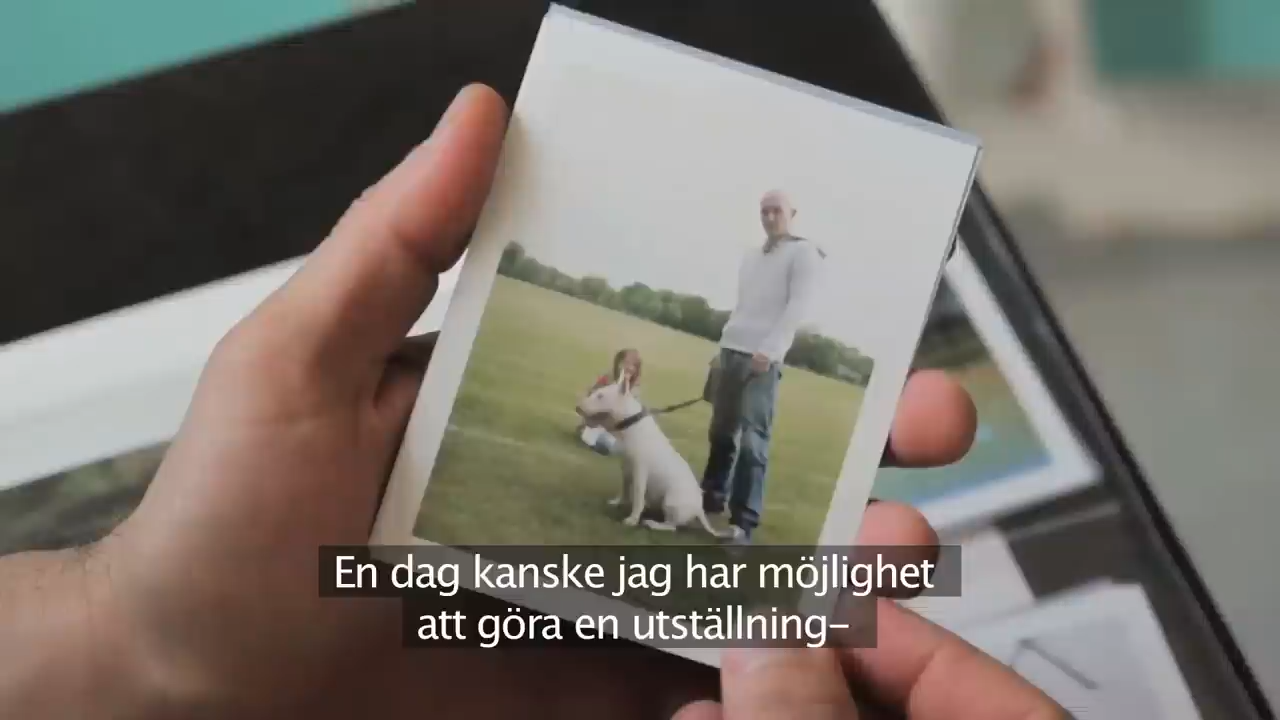 En dag kanske jag har möjlighet
att göra en utställning–